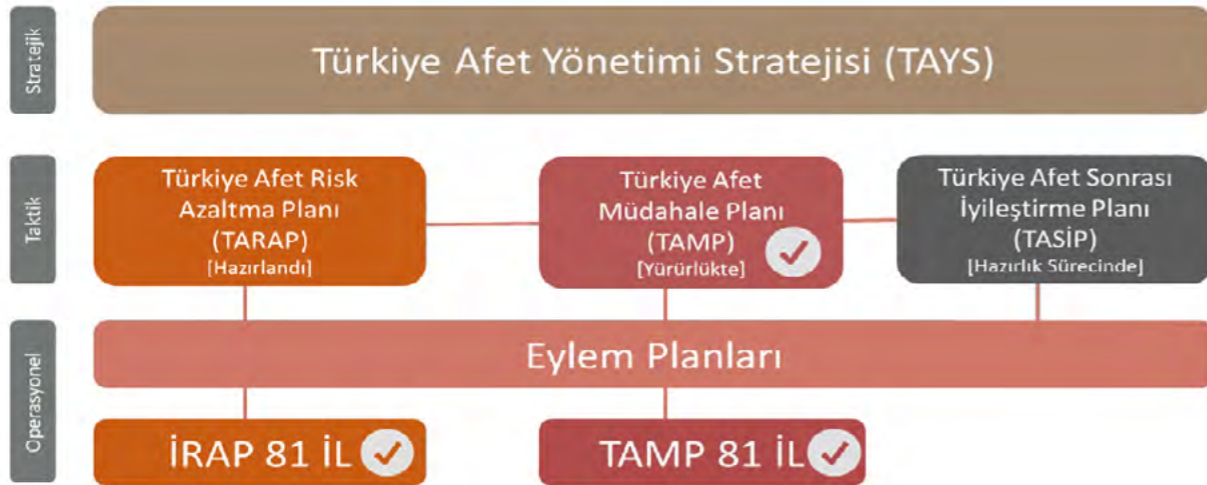 Stratejik
Türkiye Afet Yönetimi Stratejisi (TAYS)
Taktik
Türkiye Afet Risk
Azaltma Planı
(TARAP)
[Hazırlandı]
Türkiye Afet
Müdahale Planı
(TAMP)
[Yürürlükte]
Türkiye Afet Sonrası
İyileştirme Planı
(TASİP)
[Hazırlık Sürecinde]
Operasyonel
Eylem Planları
İRAP 81 İL
TAMP 81 İL